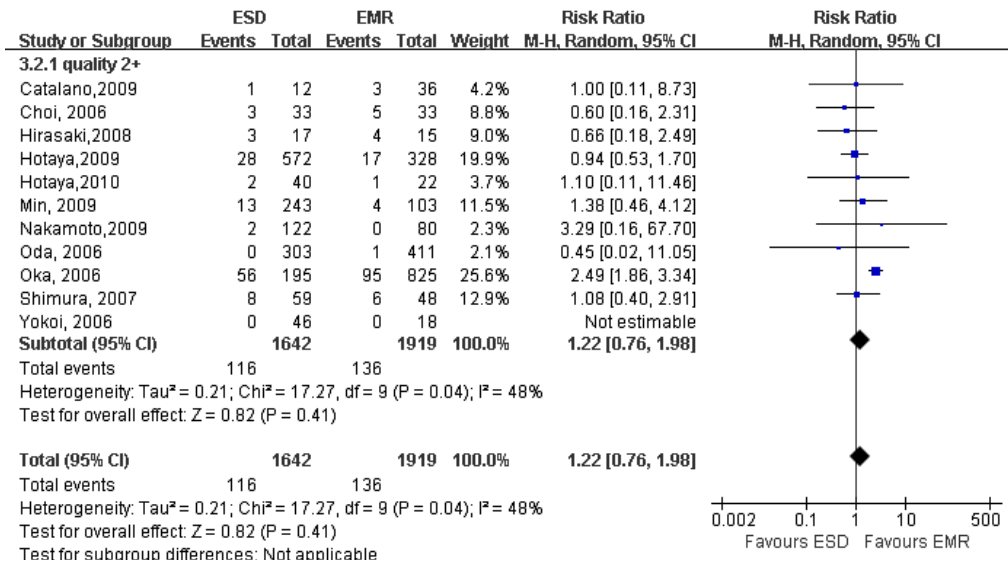 ESD EMR Risk Ratio Risk Ratio
Study or Subgroup Events Total Events Total Weight M-H, Random, 95% CI M-H, Random, 95% CI
3.2.1 quality 2+
Catalano,2009 1 12 3 36 4.2% 1.00 [0.11, 8.73]
Choi, 2006 3 33 5 33 8.8% 0.60 [0.16, 2.31]
Hirasaki,2008 3 17 4 15 9.0% 0.66 [0.18, 2.49]
Hotaya,2009 28 572 17 328 19.9% 0.94 [0.53, 1.70]
Hotaya,2010 2 40 1 22 3.7% 1.10 [0.11, 11.46]
Min, 2009 13 243 4 103 11.5% 1.38 [0.46, 4.12]
Nakamoto,2009 2 122 0 80 2.3% 3.29 [0.16, 67.70]
Oda, 2006 0 303 1 411 2.1% 0.45 [0.02, 11.05]
Oka, 2006 56 195 95 825 25.6% 2.49 [1.86, 3.34]
Shimura, 2007 8 59 6 48 12.9% 1.08 [0.40, 2.91]
Yokoi, 2006 0 46 0 18 Not estimable
Subtotal (95% CI) 1642 1919 100.0% 1.22 [0.76, 1.98]
Total events 116 136
Heterogeneity: Tau² = 0.21; Chi² = 17.27, df = 9 (P = 0.04); I² = 48%
Test for overall effect: Z = 0.82 (P = 0.41)
Total (95% CI) 1642 1919 100.0% 1.22 [0.76, 1.98]
Total events 116 136
Heterogeneity: Tau² = 0.21; Chi² = 17.27, df = 9 (P = 0.04); I² = 48%
Test for overall effect: Z = 0.82 (P = 0.41)
Test for subgroup differences: Not applicable
0.002 0.1 1 10 500
Favours ESD Favours EMR